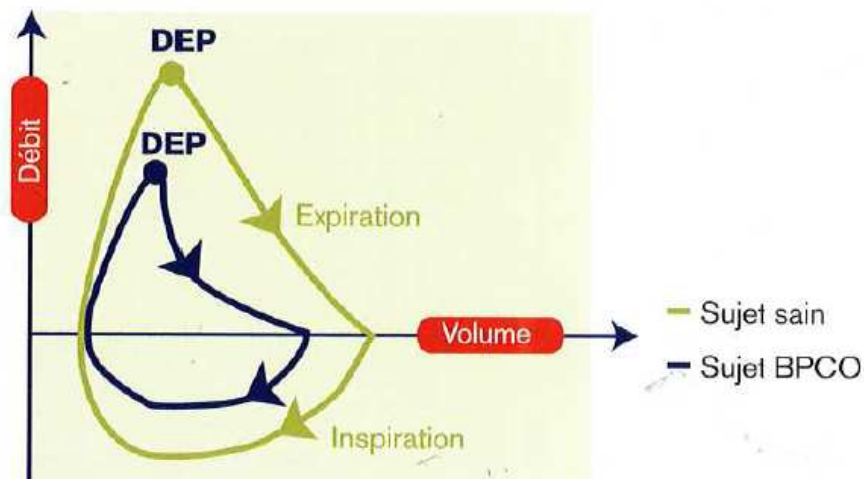 DEP
DEP
Débit
Expiration
Volume
Sujet sain
Sujet BPCO
Inspiration